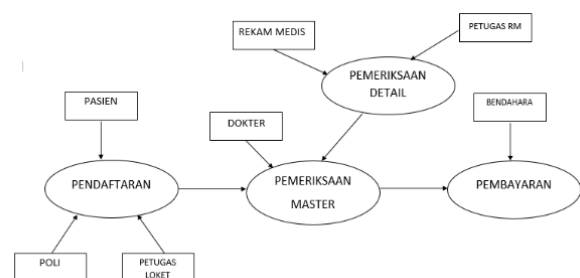 REKAM MEDIS
PETUGAS RM
PEMERIKSAAN
DETAIL
PASIEN
DOKTER
BENDAHARA
PENDAFTARAN
PEMERIKSAAN
MASTER
PEMBAYARAN
POLI
PETUGAS
LOKET